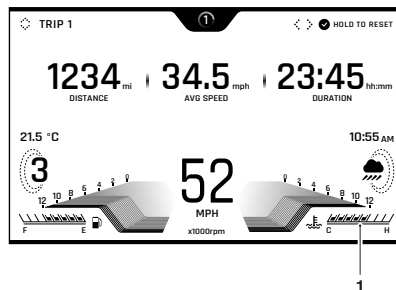 TRIP 1
1
HOLD TO RESET
1234 mi
DISTANCE
34.5 mph
AVG SPEED
23:45 hh:mm
DURATION
21.5 °C
10:55 AM
3
12 10 8 6 4 2 0
52
MPH
x1000rpm
0 2 4 6 8 10 12
F E
C H
1